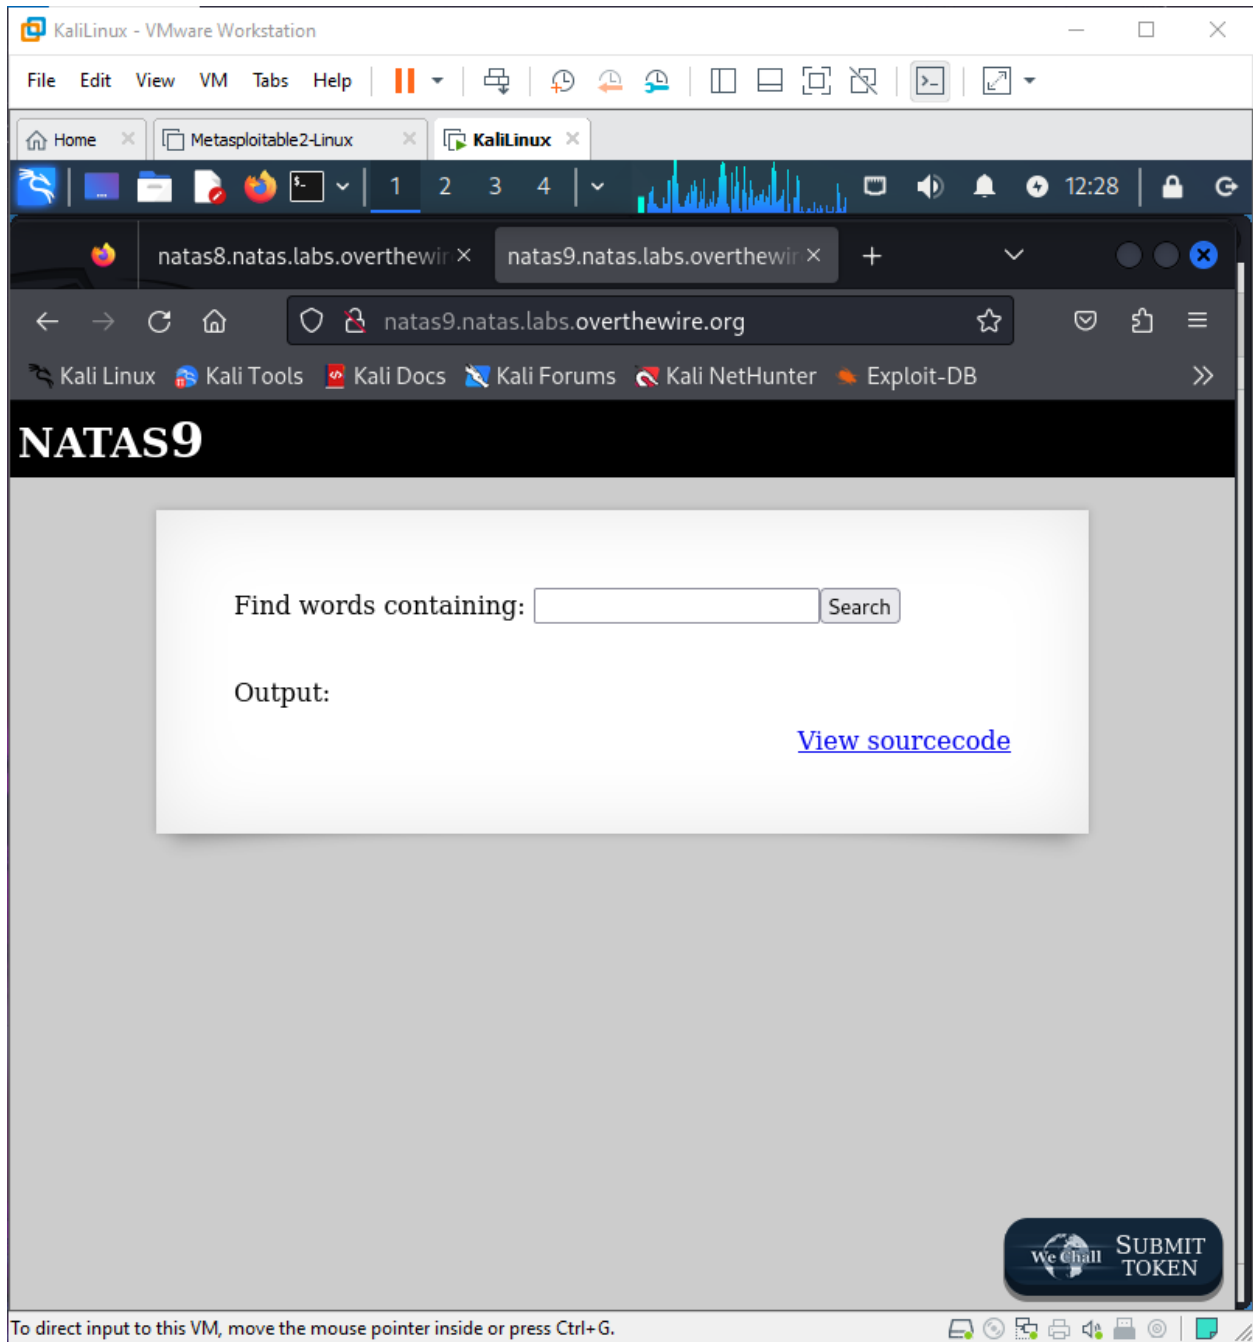 KaliLinux - VMware Workstation
File Edit View VM Tabs Help
Home Metasploitable2-Linux KaliLinux
1 2 3 4 12:28
natas8.natas.labs.overthewir natas9.natas.labs.overthewir
natas9.natas.labs.overthewire.org
Kali Linux Kali Tools Kali Docs Kali Forums Kali NetHunter Exploit-DB
NATAS9
Find words containing: Search
Output:
View sourcecode
We Chall SUBMIT
TOKEN
To direct input to this VM, move the mouse pointer inside or press Ctrl+G.